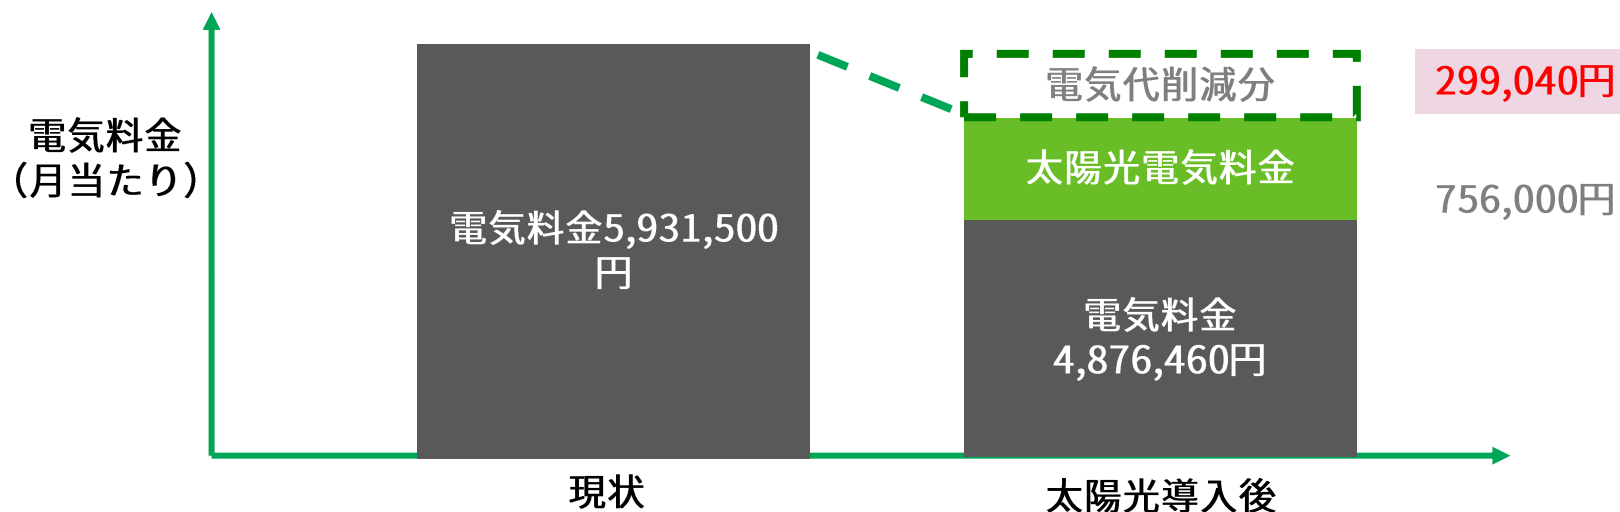 電気料金
（月当たり）
電気料金5,931,500
円
電気代削減分
299,040円
太陽光電気料金
756,000円
電気料金
4,876,460円
現状
太陽光導入後